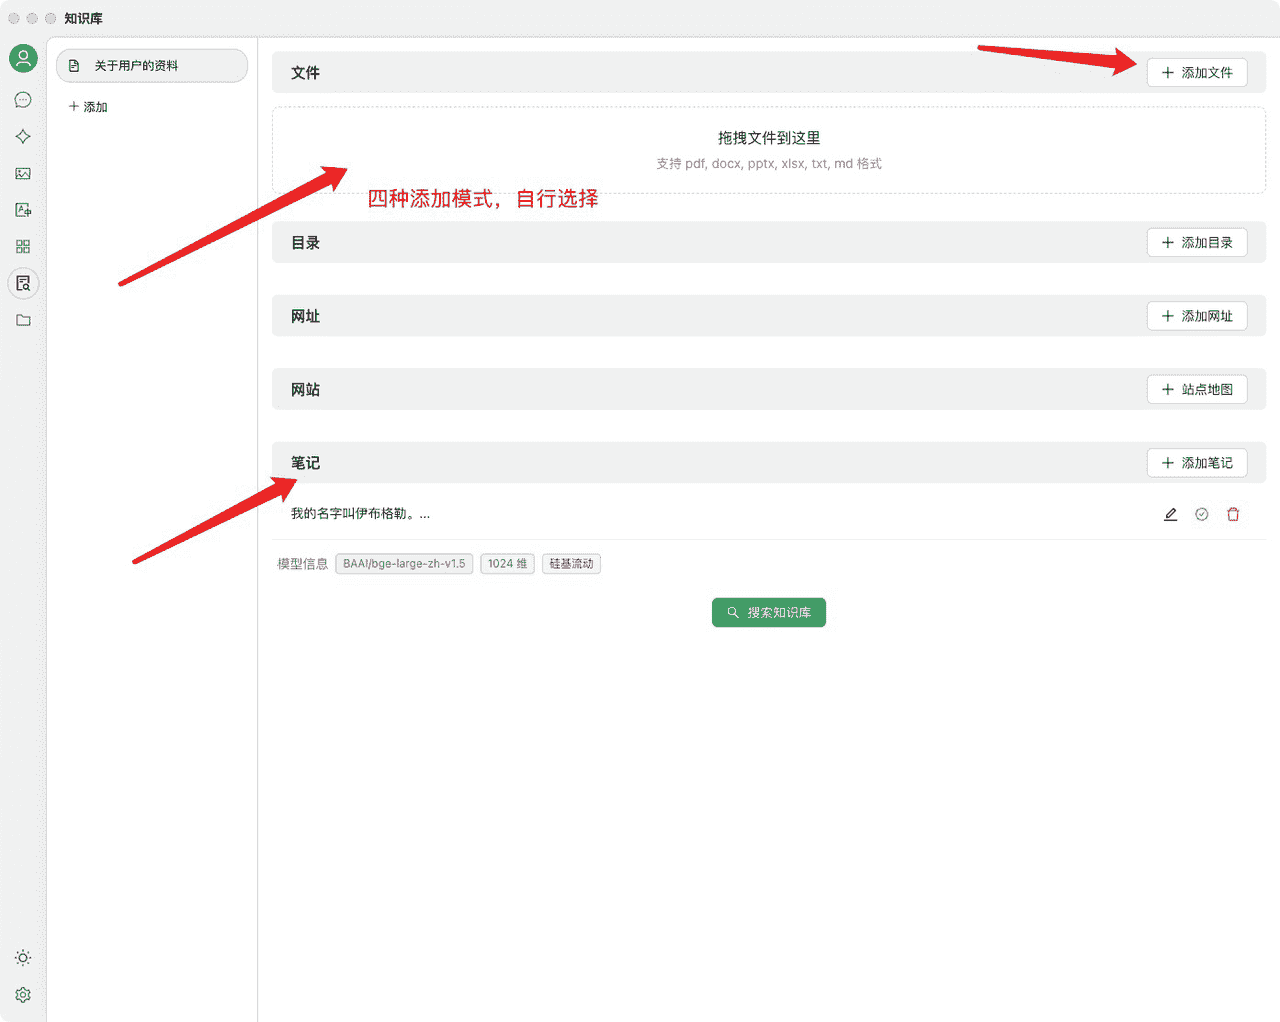 知识库
关于用户的资料
添加
文件
添加文件
拖拽文件到这里
支持 pdf, docx, pptx, xlsx, txt, md 格式
四种添加模式，自行选择
目录
添加目录
网址
添加网址
网站
站点地图
笔记
添加笔记
我的名字叫伊布格勒。...
模型信息 BAAI/bge-large-zh-v1.5 1024 维 硅基流动
搜索知识库